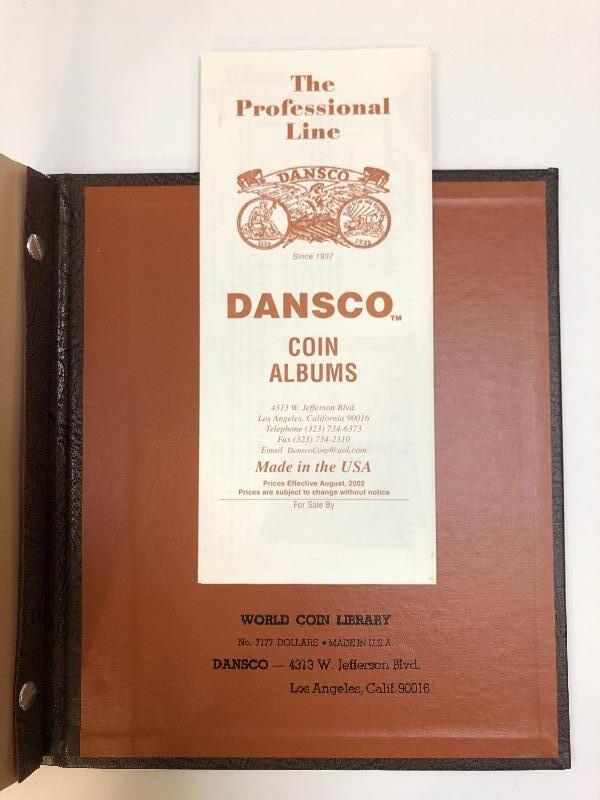 The
Professional
Line
DANSCO
Since 1937
DANSCO™
COIN
ALBUMS
4313 W. Jefferson Blvd.
Los Angeles, California 90016
Telephone (323) 734-6373
Fax (323) 734-2310
Email DanscoCorp@aol.com
Made in the USA
Prices Effective August, 2002
Prices are subject to change without notice
For Sale By
WORLD COIN LIBRARY
No. 7177 DOLLARS • MADE IN U.S.A.
DANSCO — 4313 W. Jefferson Blvd.
Los Angeles, Calif. 90016